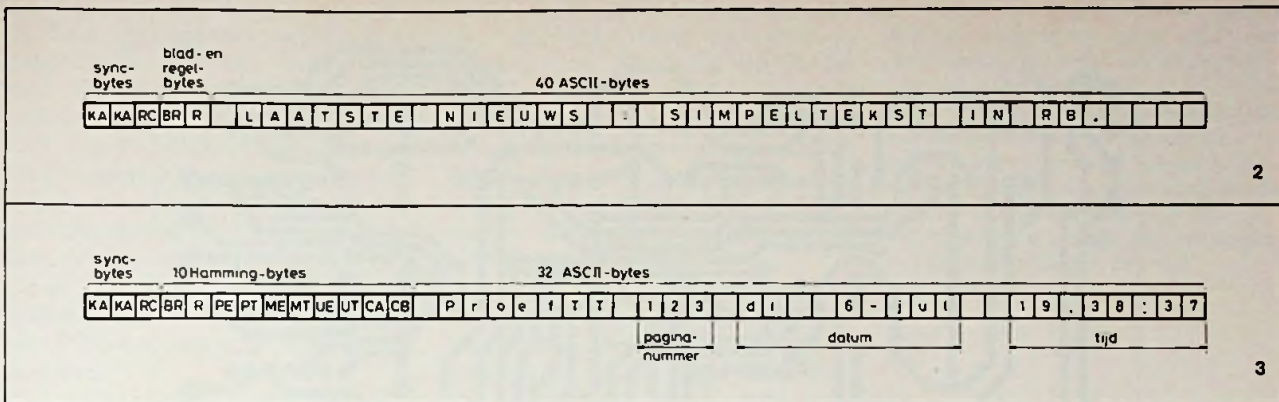 sync-
bytes
blad- en
regel-
bytes
40 ASCII-bytes
KA KA RC BR R L A A T S T E N I E U W S : S I M P E L T E K S T I N R B .
2
sync-
bytes
10 Hamming-bytes
32 ASCII-bytes
KA KA RC BR R PE PT ME MT UE UT CA CB P r o e f T T 1 2 3 d i 6 - j u l 1 9 . 3 8 : 3 7
pagina-
nummer
datum
tijd
3